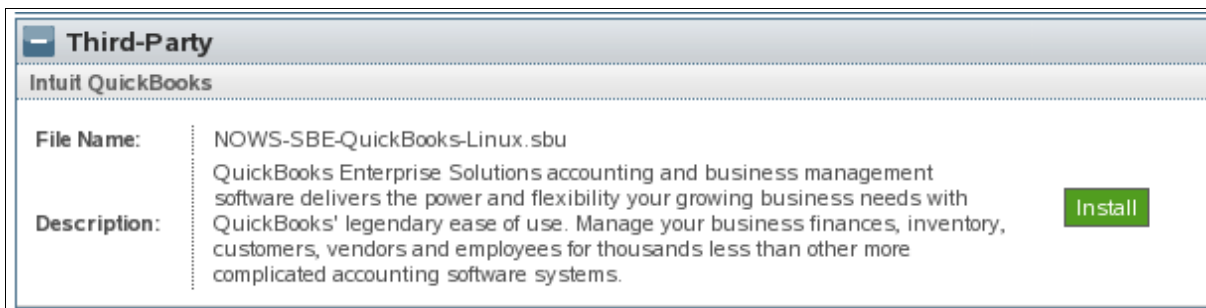 Third-Party
Intuit QuickBooks
File Name: NOWS-SBE-QuickBooks-Linux.sbu
QuickBooks Enterprise Solutions accounting and business management
software delivers the power and flexibility your growing business needs with
Description: QuickBooks' legendary ease of use. Manage your business finances, inventory, Install
customers, vendors and employees for thousands less than other more
complicated accounting software systems.